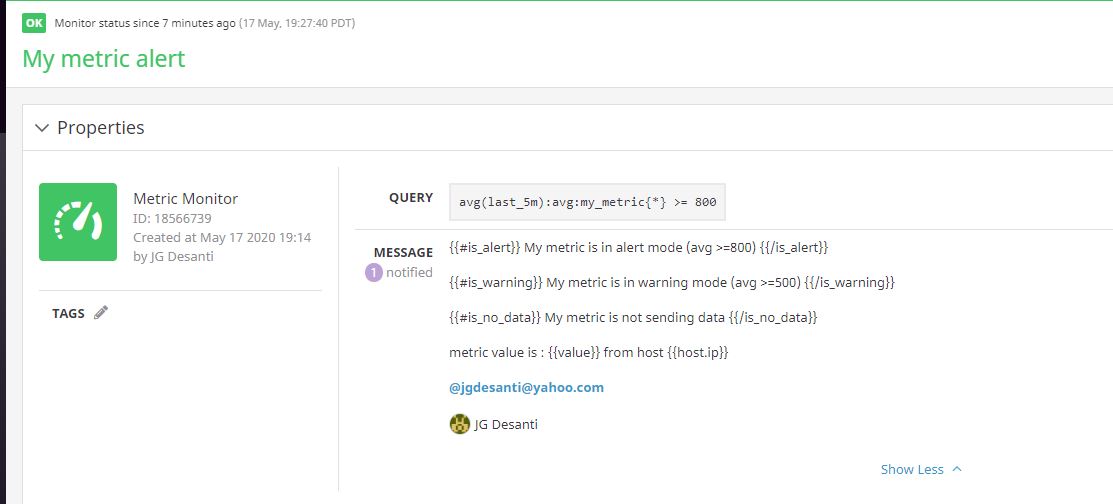 OK Monitor status since 7 minutes ago (17 May, 19:27:40 PDT)
My metric alert
Properties
Metric Monitor
ID: 18566739
Created at May 17 2020 19:14
by JG Desanti
TAGS
QUERY avg(last_5m):avg:my_metric{*} >= 800
MESSAGE
1 notified
{{#is_alert}} My metric is in alert mode (avg >=800) {{/is_alert}}
{{#is_warning}} My metric is in warning mode (avg >=500) {{/is_warning}}
{{#is_no_data}} My metric is not sending data {{/is_no_data}}
metric value is : {{value}} from host {{host.ip}}
@jgdesanti@yahoo.com
JG Desanti
Show Less